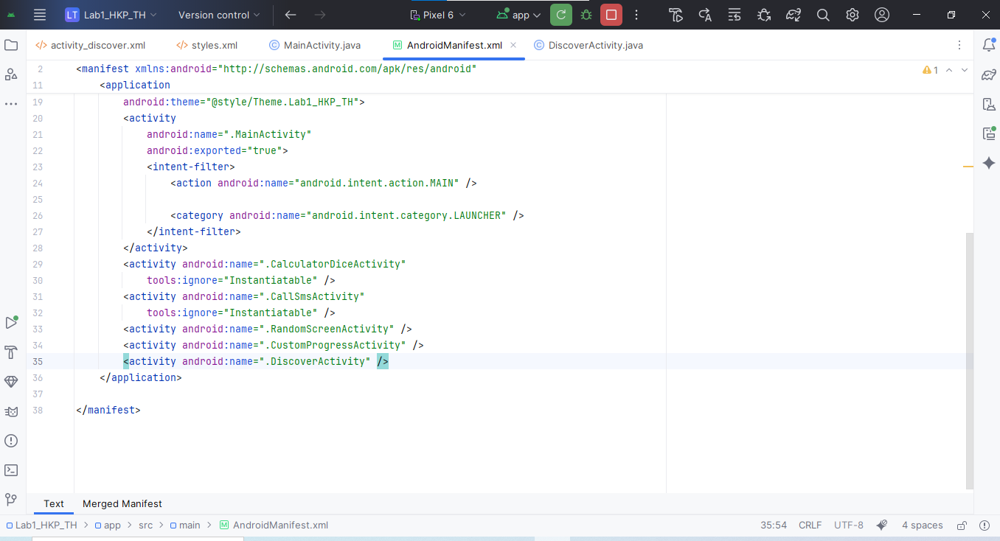 LT Lab1_HKP_TH Version control Pixel 6 app
activity_discover.xml styles.xml MainActivity.java AndroidManifest.xml DiscoverActivity.java
2 <manifest xmlns:android="http://schemas.android.com/apk/res/android" 1
11 <application
19 android:theme="@style/Theme.Lab1_HKP_TH">
20 <activity
21 android:name=".MainActivity"
22 android:exported="true">
23 <intent-filter>
24 <action android:name="android.intent.action.MAIN" />
25
26 <category android:name="android.intent.category.LAUNCHER" />
27 </intent-filter>
28 </activity>
29 <activity android:name=".CalculatorDiceActivity"
30 tools:ignore="Instantiatable" />
31 <activity android:name=".CallSmsActivity"
32 tools:ignore="Instantiatable" />
33 <activity android:name=".RandomScreenActivity" />
34 <activity android:name=".CustomProgressActivity" />
35 <activity android:name=".DiscoverActivity" />
36 </application>
37
38 </manifest>
Text Merged Manifest
Lab1_HKP_TH > app > src > main > AndroidManifest.xml 35:54 CRLF UTF-8 4 spaces